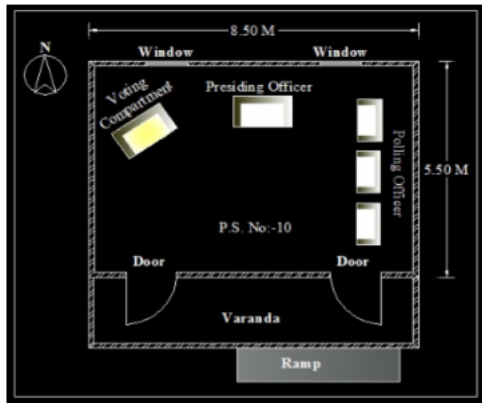 8.50 M
N
Window
Window
Voting
Compartment
Presiding Officer
Polling Officer
5.50 M
P.S. No:-10
Door
Door
Varanda
Ramp